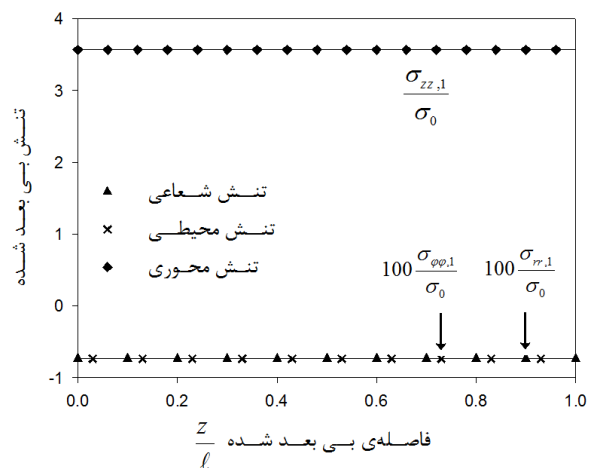 4
3
2
1
0
-1
تنش بی بعد شده
σzz,1/σ0
تنش شعاعی
تنش محیطی
تنش محوری
100 σφφ,1/σ0
100 σrr,1/σ0
0.0 0.2 0.4 0.6 0.8 1.0
فاصله‌ی بی بعد شده z/ℓ